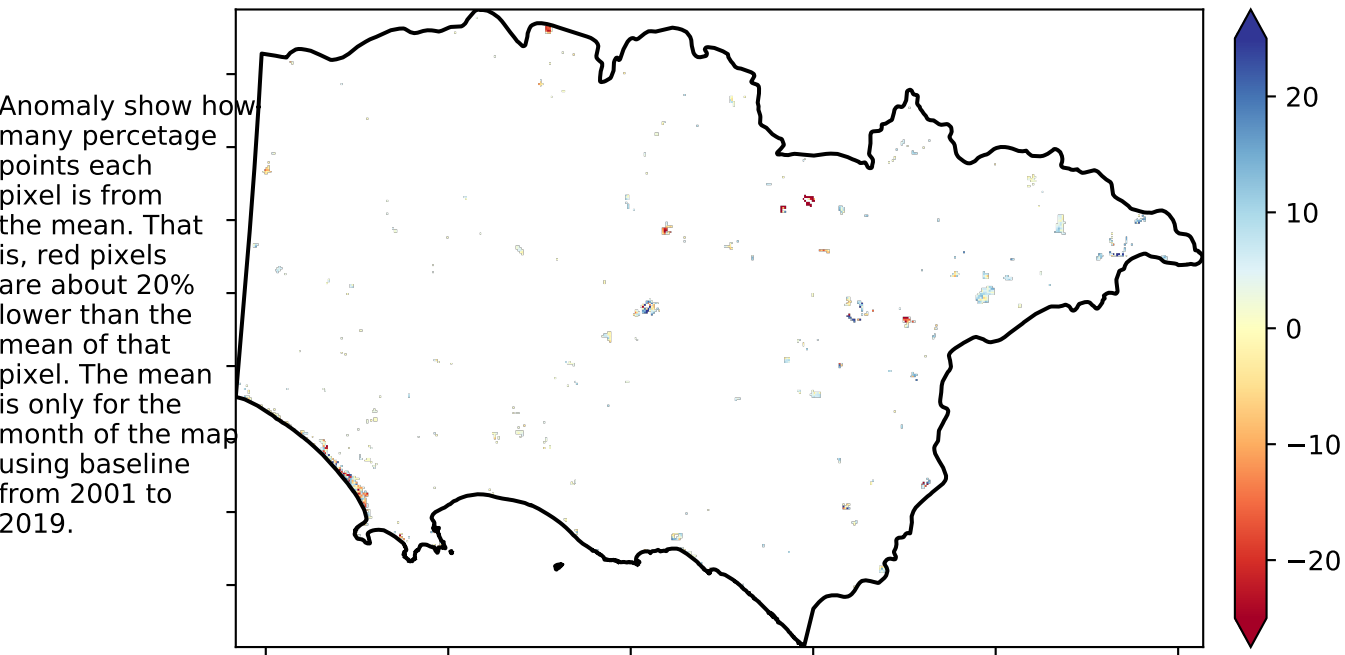 Anomaly show how
many percetage
points each
pixel is from
the mean. That
is, red pixels
are about 20%
lower than the
mean of that
pixel. The mean
is only for the
month of the map
using baseline
from 2001 to
2019.
20
10
0
−10
−20